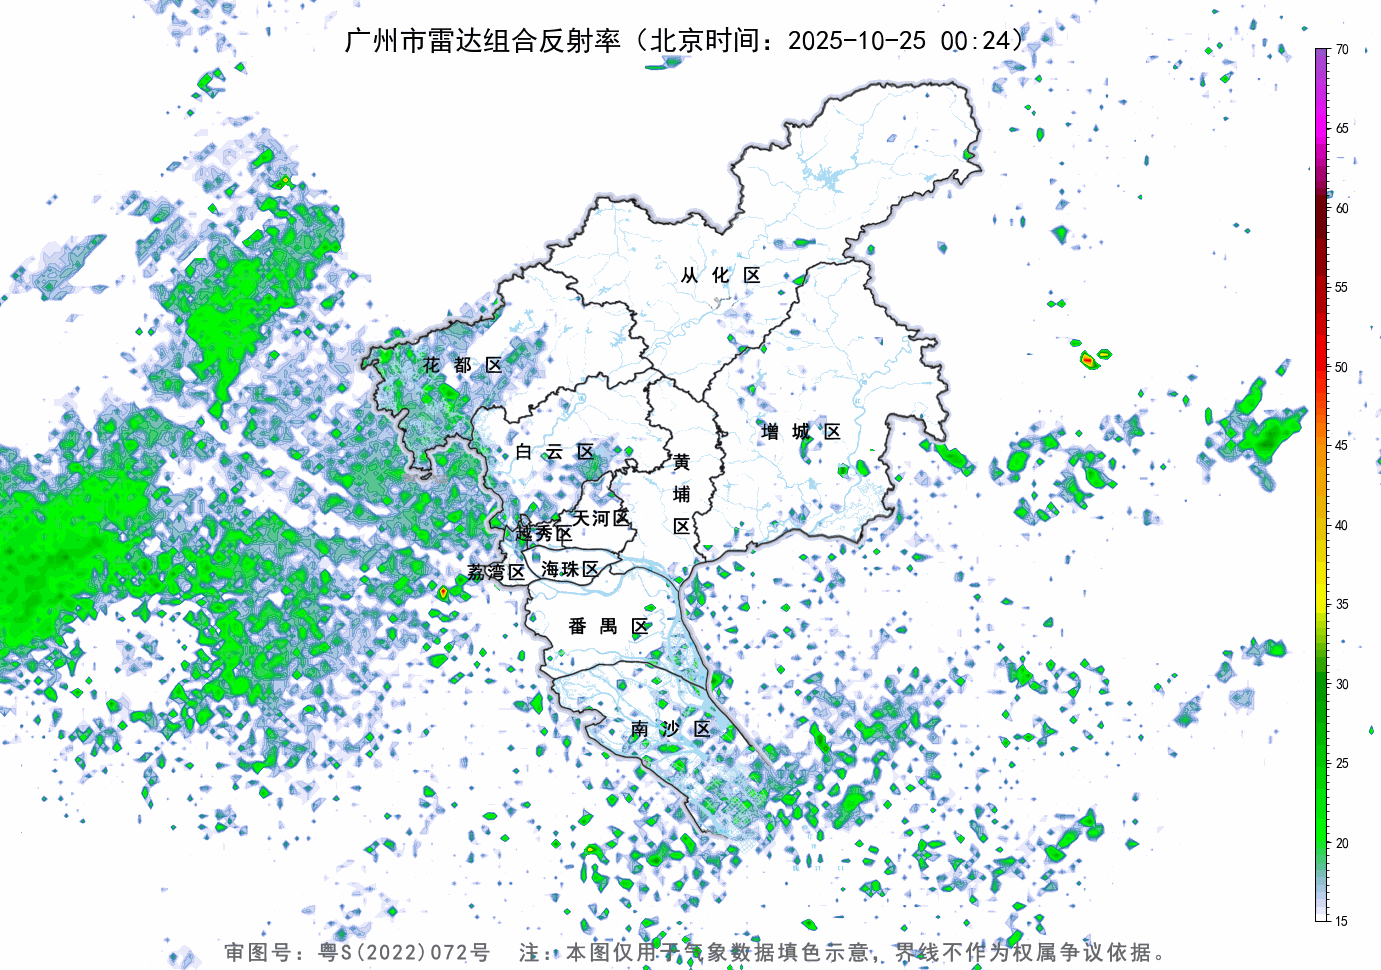 广州市雷达组合反射率（北京时间：2025-10-25 00:24）
70
65
60
55
50
45
40
35
30
25
20
15
从化区
花都区
增城区
白云区
黄埔区
天河区
越秀区
荔湾区
海珠区
番禺区
南沙区
审图号：粤S(2022)072号 注：本图仅用于气象数据填色示意，界线不作为权属争议依据。